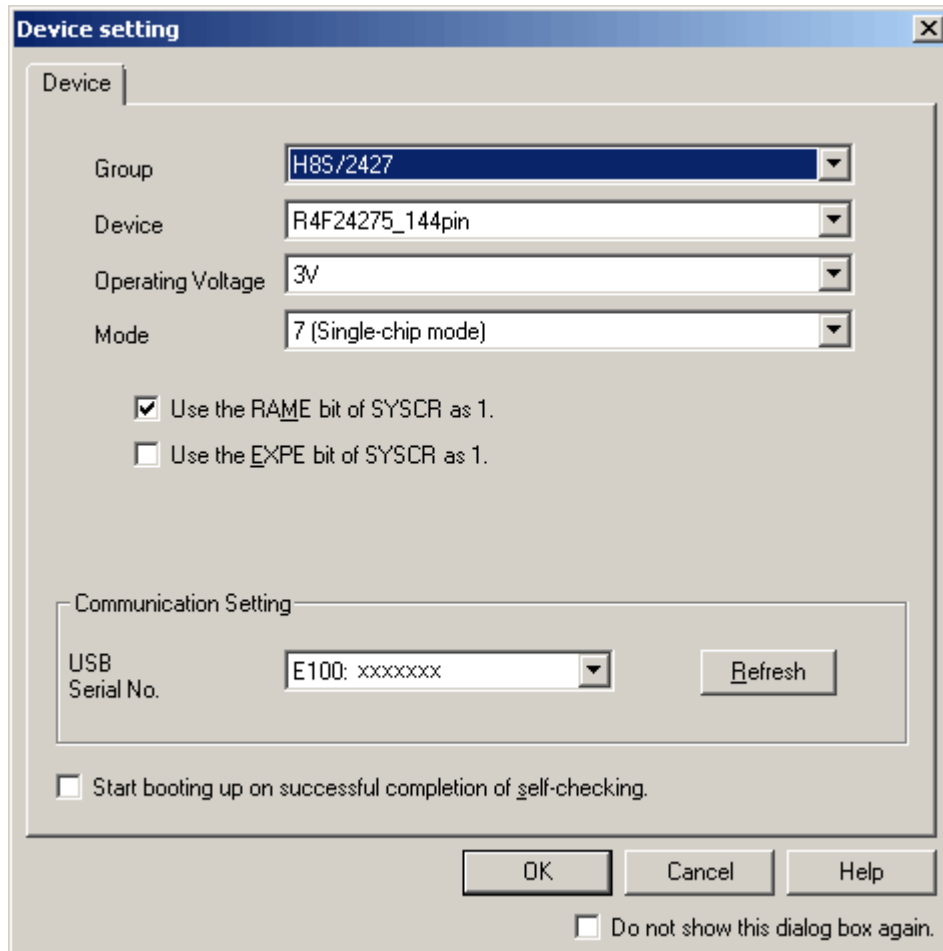 Device setting
Device
Group H8S/2427
Device R4F24275_144pin
Operating Voltage 3V
Mode 7 (Single-chip mode)
Use the RAME bit of SYSCR as 1.
Use the EXPE bit of SYSCR as 1.
Communication Setting
USB
Serial No. E100: xxxxxxx Refresh
Start booting up on successful completion of self-checking.
OK Cancel Help
Do not show this dialog box again.